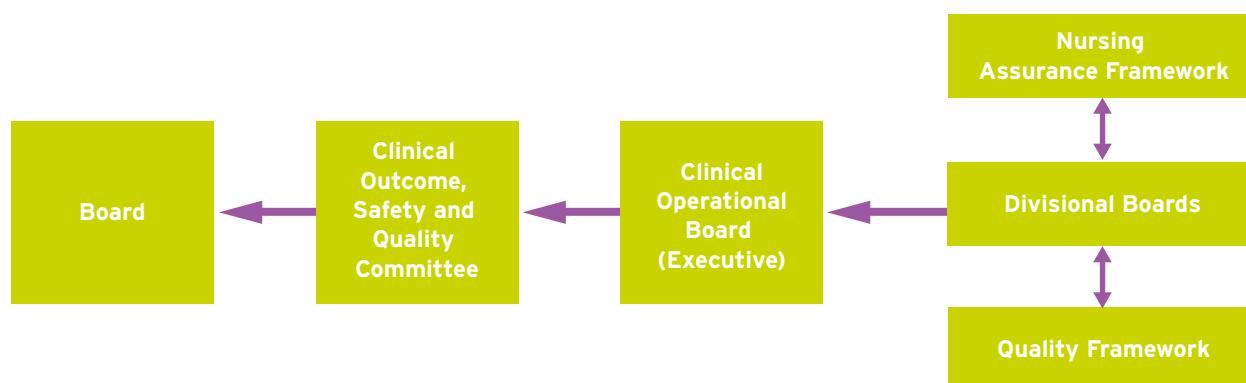 Board
Clinical
Outcome,
Safety and
Quality
Committee
Clinical
Operational
Board
(Executive)
Nursing
Assurance Framework
Divisional Boards
Quality Framework